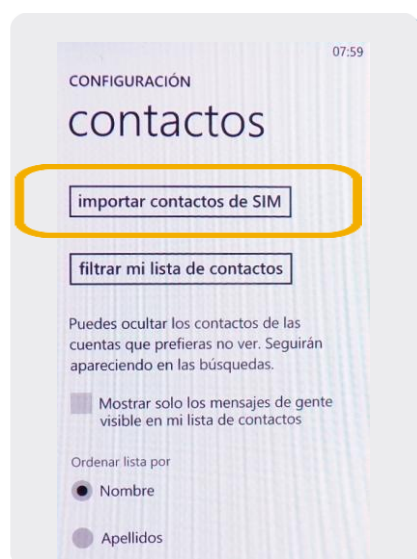 07:59
CONFIGURACIÓN
contactos
importar contactos de SIM
filtrar mi lista de contactos
Puedes ocultar los contactos de las
cuentas que prefieras no ver. Seguirán
apareciendo en las búsquedas.
Mostrar solo los mensajes de gente
visible en mi lista de contactos
Ordenar lista por
Nombre
Apellidos